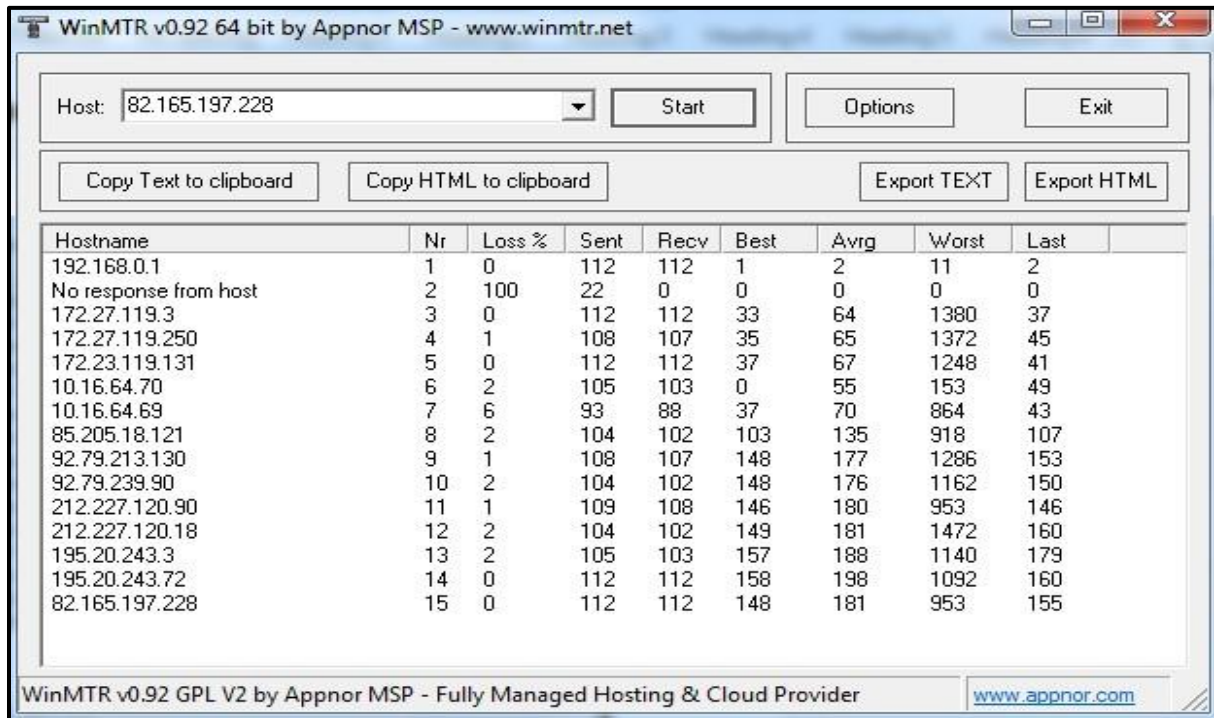 WinMTR v0.92 64 bit by Appnor MSP - www.winmtr.net
Host: 82.165.197.228 Start Options Exit
Copy Text to clipboard Copy HTML to clipboard Export TEXT Export HTML
Hostname Nr Loss % Sent Recv Best Avrg Worst Last
192.168.0.1 1 0 112 112 1 2 11 2
No response from host 2 100 22 0 0 0 0 0
172.27.119.3 3 0 112 112 33 64 1380 37
172.27.119.250 4 1 108 107 35 65 1372 45
172.23.119.131 5 0 112 112 37 67 1248 41
10.16.64.70 6 2 105 103 0 55 153 49
10.16.64.69 7 6 93 88 37 70 864 43
85.205.18.121 8 2 104 102 103 135 918 107
92.79.213.130 9 1 108 107 148 177 1286 153
92.79.239.90 10 2 104 102 148 176 1162 150
212.227.120.90 11 1 109 108 146 180 953 146
212.227.120.18 12 2 104 102 149 181 1472 160
195.20.243.3 13 2 105 103 157 188 1140 179
195.20.243.72 14 0 112 112 158 198 1092 160
82.165.197.228 15 0 112 112 148 181 953 155
WinMTR v0.92 GPL V2 by Appnor MSP - Fully Managed Hosting & Cloud Provider www.appnor.com